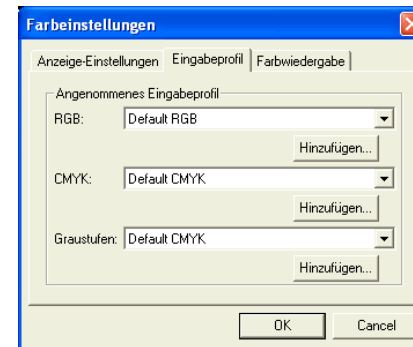 Farbeinstellungen
Anzeige-Einstellungen Eingabeprofil Farbwiedergabe
Angenommenes Eingabeprofil
RGB: Default RGB
Hinzufügen...
CMYK: Default CMYK
Hinzufügen...
Graustufen: Default CMYK
Hinzufügen...
OK Cancel